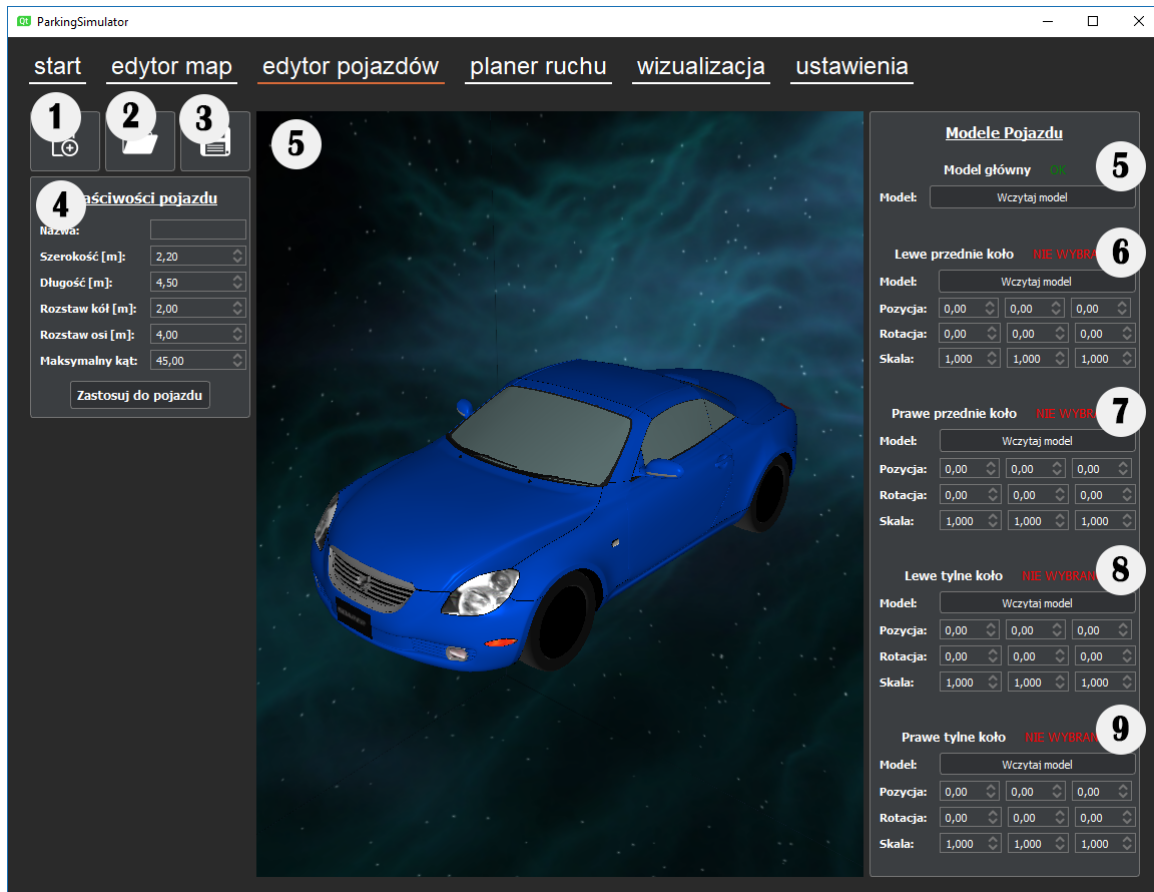 Qt ParkingSimulator
start edytor map edytor pojazdów planer ruchu wizualizacja ustawienia
1 2 3
4
pojazdu
Nazwa:
Szerokość [m]: 2,20
Długość [m]: 4,50
Rozstaw kół [m]: 2,00
Rozstaw osi [m]: 4,00
Maksymalny kąt: 45,00
Zastosuj do pojazdu
5
Modele Pojazdu
Model główny OK 5
Model: Wczytaj model
Lewe przednie koło NIE 6
Model: Wczytaj model
Pozycja: 0,00 0,00 0,00
Rotacja: 0,00 0,00 0,00
Skala: 1,000 1,000 1,000
Prawe przednie koło NIE 7
Model: Wczytaj model
Pozycja: 0,00 0,00 0,00
Rotacja: 0,00 0,00 0,00
Skala: 1,000 1,000 1,000
Lewe tylne koło NIE 8
Model: Wczytaj model
Pozycja: 0,00 0,00 0,00
Rotacja: 0,00 0,00 0,00
Skala: 1,000 1,000 1,000
Prawe tylne koło NIE 9
Model: Wczytaj model
Pozycja: 0,00 0,00 0,00
Rotacja: 0,00 0,00 0,00
Skala: 1,000 1,000 1,000